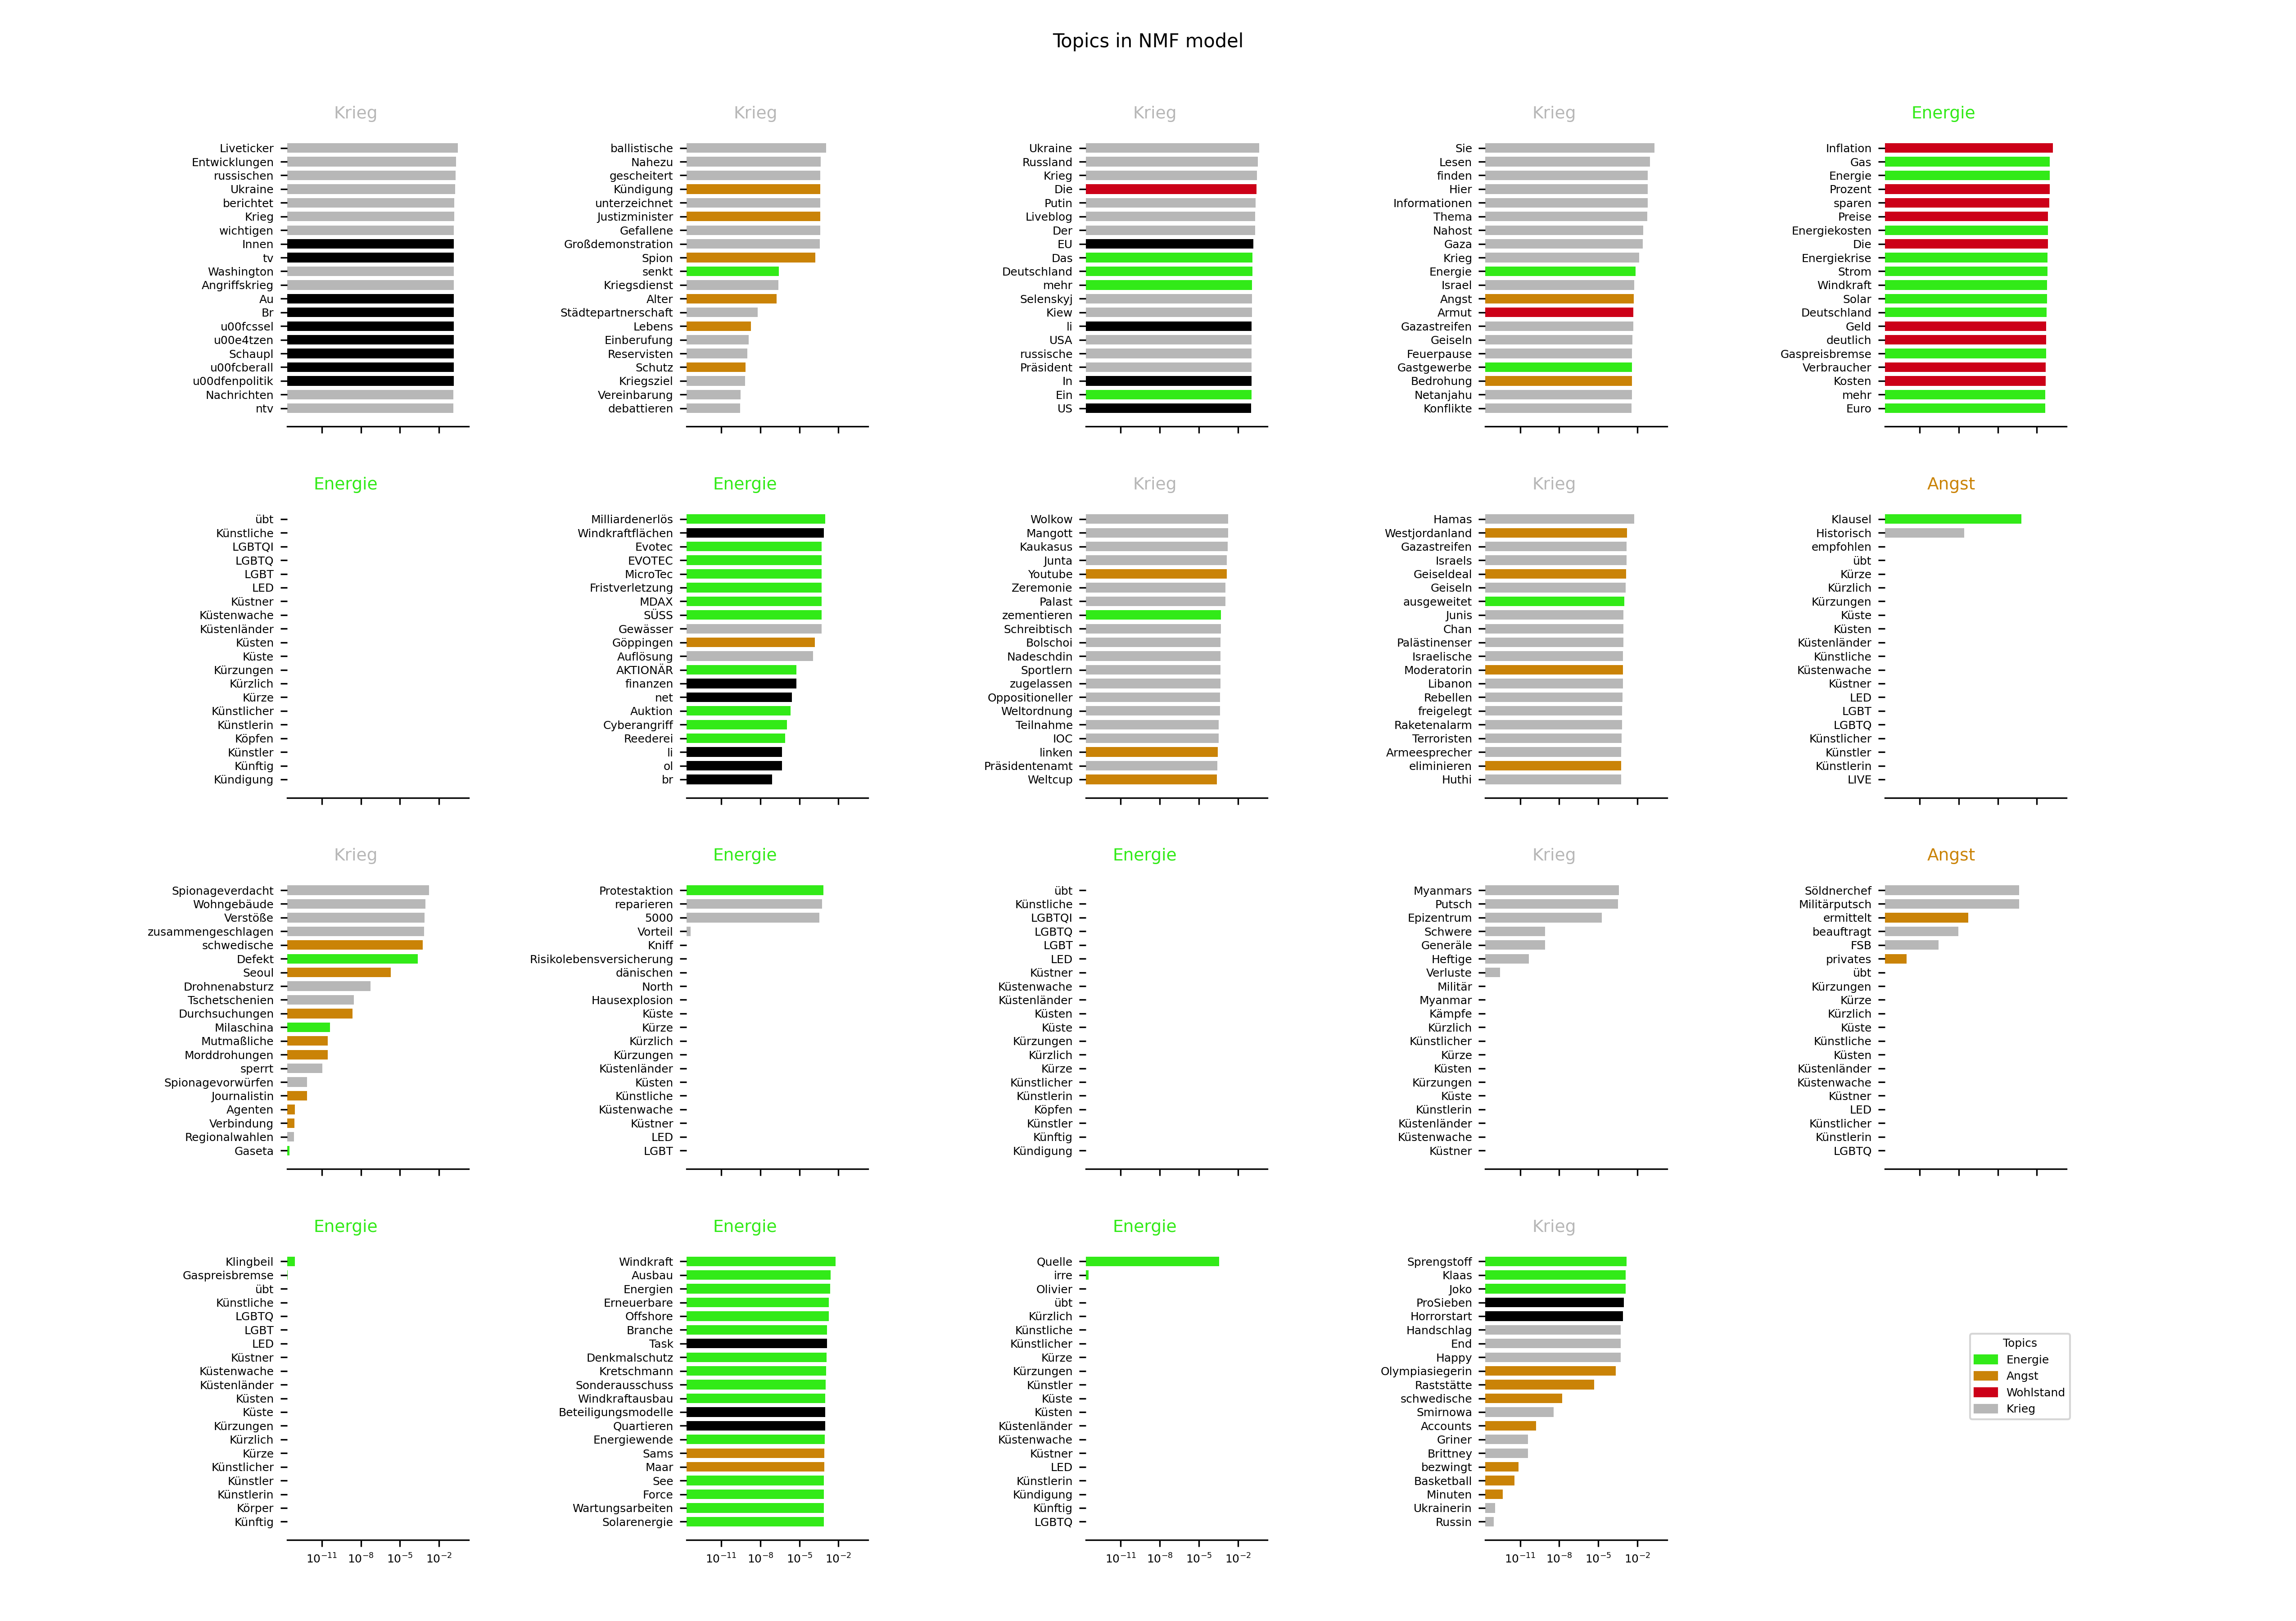 Topics in NMF model
Krieg
Liveticker
Entwicklungen
russischen
Ukraine
berichtet
Krieg
wichtigen
Innen
tv
Washington
Angriffskrieg
Au
Br
u00fcssel
u00e4tzen
Schaupl
u00fcberall
u00dfenpolitik
Nachrichten
ntv
Krieg
ballistische
Nahezu
gescheitert
Kündigung
unterzeichnet
Justizminister
Gefallene
Großdemonstration
Spion
senkt
Kriegsdienst
Alter
Städtepartnerschaft
Lebens
Einberufung
Reservisten
Schutz
Kriegsziel
Vereinbarung
debattieren
Krieg
Ukraine
Russland
Krieg
Die
Putin
Liveblog
Der
EU
Das
Deutschland
mehr
Selenskyj
Kiew
li
USA
russische
Präsident
In
Ein
US
Krieg
Sie
Lesen
finden
Hier
Informationen
Thema
Nahost
Gaza
Krieg
Energie
Israel
Angst
Armut
Gazastreifen
Geiseln
Feuerpause
Gastgewerbe
Bedrohung
Netanjahu
Konflikte
Energie
Inflation
Gas
Energie
Prozent
sparen
Preise
Energiekosten
Die
Energiekrise
Strom
Windkraft
Solar
Deutschland
Geld
deutlich
Gaspreisbremse
Verbraucher
Kosten
mehr
Euro
Energie
übt
Künstliche
LGBTQI
LGBTQ
LGBT
LED
Küstner
Küstenwache
Küstenländer
Küsten
Küste
Kürzungen
Kürzlich
Kürze
Künstlicher
Künstlerin
Köpfen
Künstler
Künftig
Kündigung
Energie
Milliardenerlös
Windkraftflächen
Evotec
EVOTEC
MicroTec
Fristverletzung
MDAX
SÜSS
Gewässer
Göppingen
Auflösung
AKTIONÄR
finanzen
net
Auktion
Cyberangriff
Reederei
li
ol
br
Krieg
Wolkow
Mangott
Kaukasus
Junta
Youtube
Zeremonie
Palast
zementieren
Schreibtisch
Bolschoi
Nadeschdin
Sportlern
zugelassen
Oppositioneller
Weltordnung
Teilnahme
IOC
linken
Präsidentenamt
Weltcup
Krieg
Hamas
Westjordanland
Gazastreifen
Israels
Geiseldeal
Geiseln
ausgeweitet
Junis
Chan
Palästinenser
Israelische
Moderatorin
Libanon
Rebellen
freigelegt
Raketenalarm
Terroristen
Armeesprecher
eliminieren
Huthi
Angst
Klausel
Historisch
empfohlen
übt
Kürze
Kürzlich
Kürzungen
Küste
Küsten
Küstenländer
Künstliche
Küstenwache
Küstner
LED
LGBT
LGBTQ
Künstlicher
Künstler
Künstlerin
LIVE
Krieg
Spionageverdacht
Wohngebäude
Verstöße
zusammengeschlagen
schwedische
Defekt
Seoul
Drohnenabsturz
Tschetschenien
Durchsuchungen
Milaschina
Mutmaßliche
Morddrohungen
sperrt
Spionagevorwürfen
Journalistin
Agenten
Verbindung
Regionalwahlen
Gaseta
Energie
Protestaktion
reparieren
5000
Vorteil
Kniff
Risikolebensversicherung
dänischen
North
Hausexplosion
Küste
Kürze
Kürzlich
Kürzungen
Küstenländer
Küsten
Künstliche
Küstenwache
Küstner
LED
LGBT
Energie
übt
Künstliche
LGBTQI
LGBTQ
LGBT
LED
Küstner
Küstenwache
Küstenländer
Küsten
Küste
Kürzungen
Kürzlich
Kürze
Künstlicher
Künstlerin
Köpfen
Künstler
Künftig
Kündigung
Krieg
Myanmars
Putsch
Epizentrum
Schwere
Generäle
Heftige
Verluste
Militär
Myanmar
Kämpfe
Kürzlich
Künstlicher
Kürze
Küsten
Kürzungen
Küste
Künstlerin
Küstenländer
Küstenwache
Küstner
Angst
Söldnerchef
Militärputsch
ermittelt
beauftragt
FSB
privates
übt
Kürzungen
Kürze
Kürzlich
Küste
Künstliche
Küsten
Küstenländer
Küstenwache
Küstner
LED
Künstlicher
Künstlerin
LGBTQ
Energie
Klingbeil
Gaspreisbremse
übt
Künstliche
LGBTQ
LGBT
LED
Küstner
Küstenwache
Küstenländer
Küsten
Küste
Kürzungen
Kürzlich
Kürze
Künstlicher
Künstler
Künstlerin
Körper
Künftig
10⁻¹¹ 10⁻⁸ 10⁻⁵ 10⁻²
Energie
Windkraft
Ausbau
Energien
Erneuerbare
Offshore
Branche
Task
Denkmalschutz
Kretschmann
Sonderausschuss
Windkraftausbau
Beteiligungsmodelle
Quartieren
Energiewende
Sams
Maar
See
Force
Wartungsarbeiten
Solarenergie
10⁻¹¹ 10⁻⁸ 10⁻⁵ 10⁻²
Energie
Quelle
irre
Olivier
übt
Kürzlich
Künstliche
Künstlicher
Kürze
Kürzungen
Künstler
Küste
Küsten
Küstenländer
Küstenwache
Küstner
LED
Künstlerin
Kündigung
Künftig
LGBTQ
10⁻¹¹ 10⁻⁸ 10⁻⁵ 10⁻²
Krieg
Sprengstoff
Klaas
Joko
ProSieben
Horrorstart
Handschlag
End
Happy
Olympiasiegerin
Raststätte
schwedische
Smirnowa
Accounts
Griner
Brittney
bezwingt
Basketball
Minuten
Ukrainerin
Russin
10⁻¹¹ 10⁻⁸ 10⁻⁵ 10⁻²
Topics
Energie
Angst
Wohlstand
Krieg